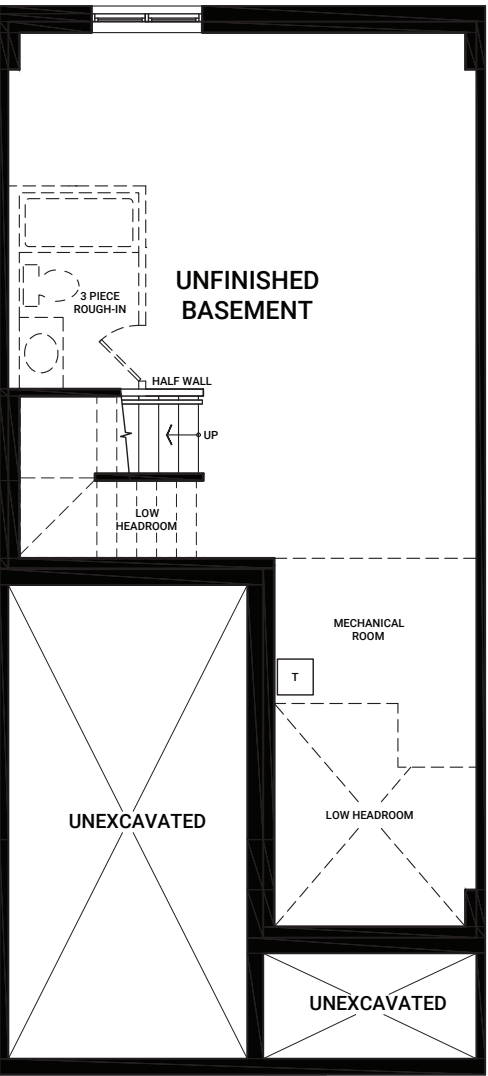 UNFINISHED
BASEMENT
3 PIECE
ROUGH-IN
HALF WALL
UP
LOW
HEADROOM
MECHANICAL
ROOM
T
LOW HEADROOM
UNEXCAVATED
UNEXCAVATED